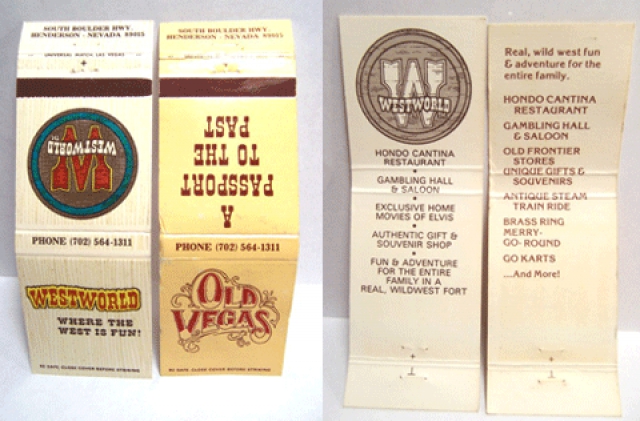 SOUTH BOULDER HWY.
HENDERSON - NEVADA 89015
UNIVERSAL MATCH, LAS VEGAS
W
WESTWORLD
PHONE (702) 564-1311
WESTWORLD
WHERE THE
WEST IS FUN!
TO SAFE, CLOSE COVER BEFORE STRIKING
SOUTH BOULDER HWY.
HENDERSON - NEVADA 89015
A
PASSPORT
TO THE
PAST
PHONE (702) 564-1311
OLD
VEGAS
BE SAFE, CLOSE COVER BEFORE STRIKING
W
WESTWORLD
HONDO CANTINA
RESTAURANT
•
GAMBLING HALL
& SALOON
•
EXCLUSIVE HOME
MOVIES OF ELVIS
•
AUTHENTIC GIFT &
SOUVENIR SHOP
•
FUN & ADVENTURE
FOR THE ENTIRE
FAMILY IN A
REAL, WILDWEST FORT
Real, wild west fun
& adventure for the
entire family.
HONDO CANTINA
RESTAURANT
GAMBLING HALL
& SALOON
OLD FRONTIER
STORES
UNIQUE GIFTS &
SOUVENIRS
ANTIQUE STEAM
TRAIN RIDE
BRASS RING
MERRY-
GO-ROUND
GO KARTS
....And More!